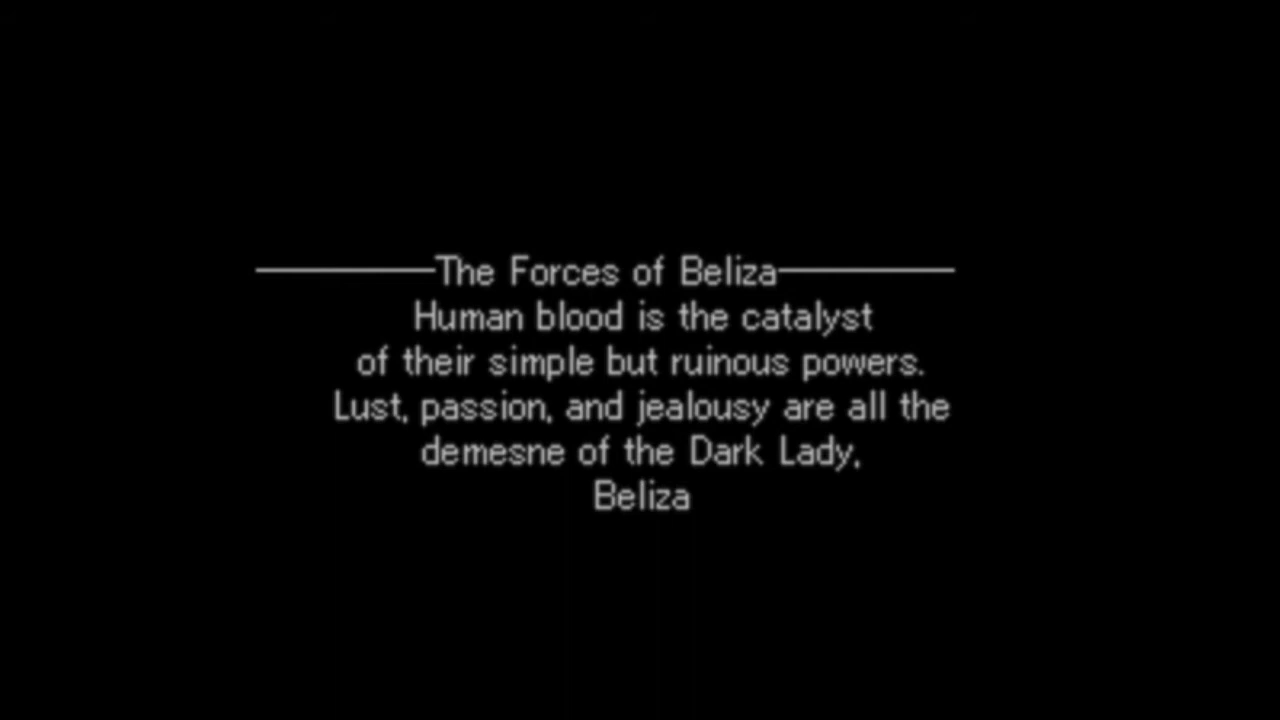 The Forces of Beliza
Human blood is the catalyst
of their simple but ruinous powers.
Lust, passion, and jealousy are all the
demesne of the Dark Lady,
Beliza